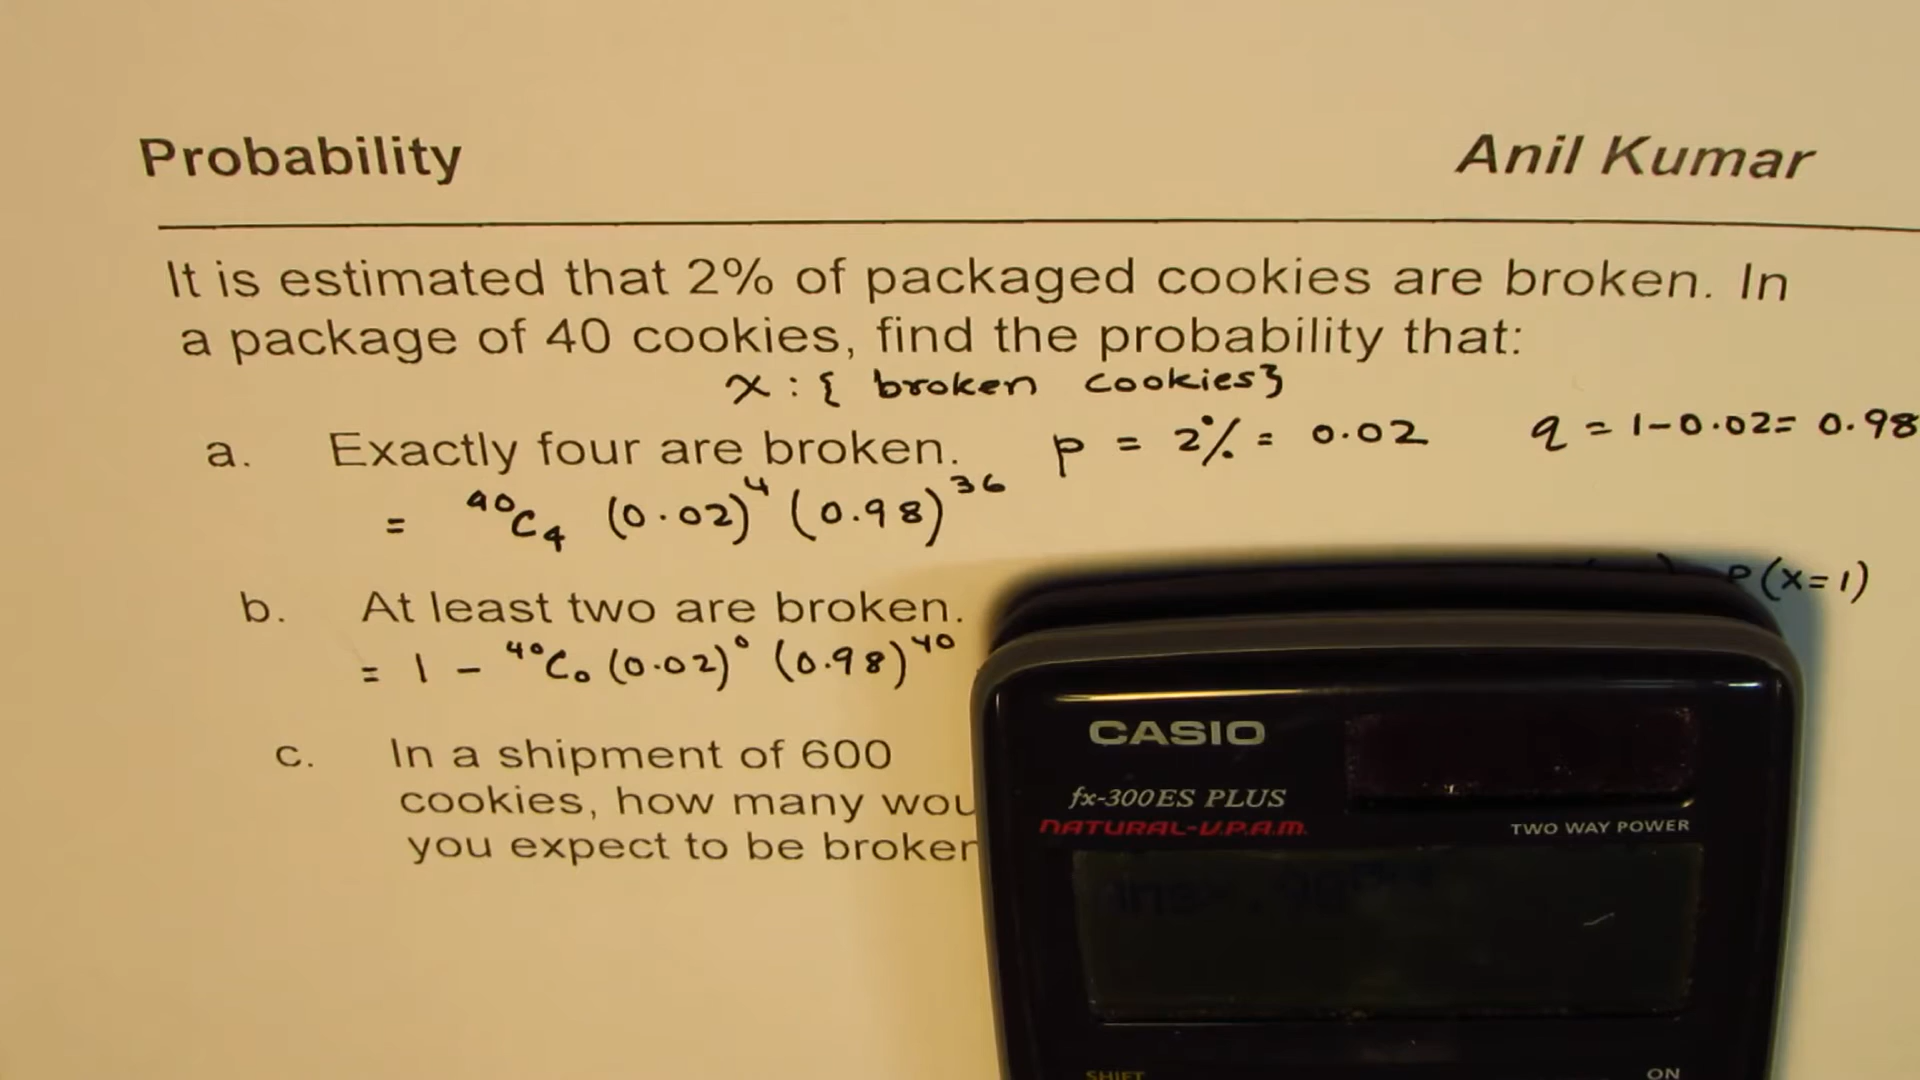 Probability Anil Kumar
It is estimated that 2% of packaged cookies are broken. In
a package of 40 cookies, find the probability that:
x : { broken cookies}
a. Exactly four are broken. p = 2% = 0.02 q = 1-0.02= 0.98
= ⁴⁰C₄ (0.02)⁴ (0.98)³⁶
P(x=1)
b. At least two are broken.
= 1 - ⁴⁰C₀ (0.02)⁰ (0.98)⁴⁰
c. In a shipment of 600
cookies, how many wou
you expect to be broken
CASIO
fx-300ES PLUS
NATURAL-V.P.A.M.
TWO WAY POWER
SHIFT
ON